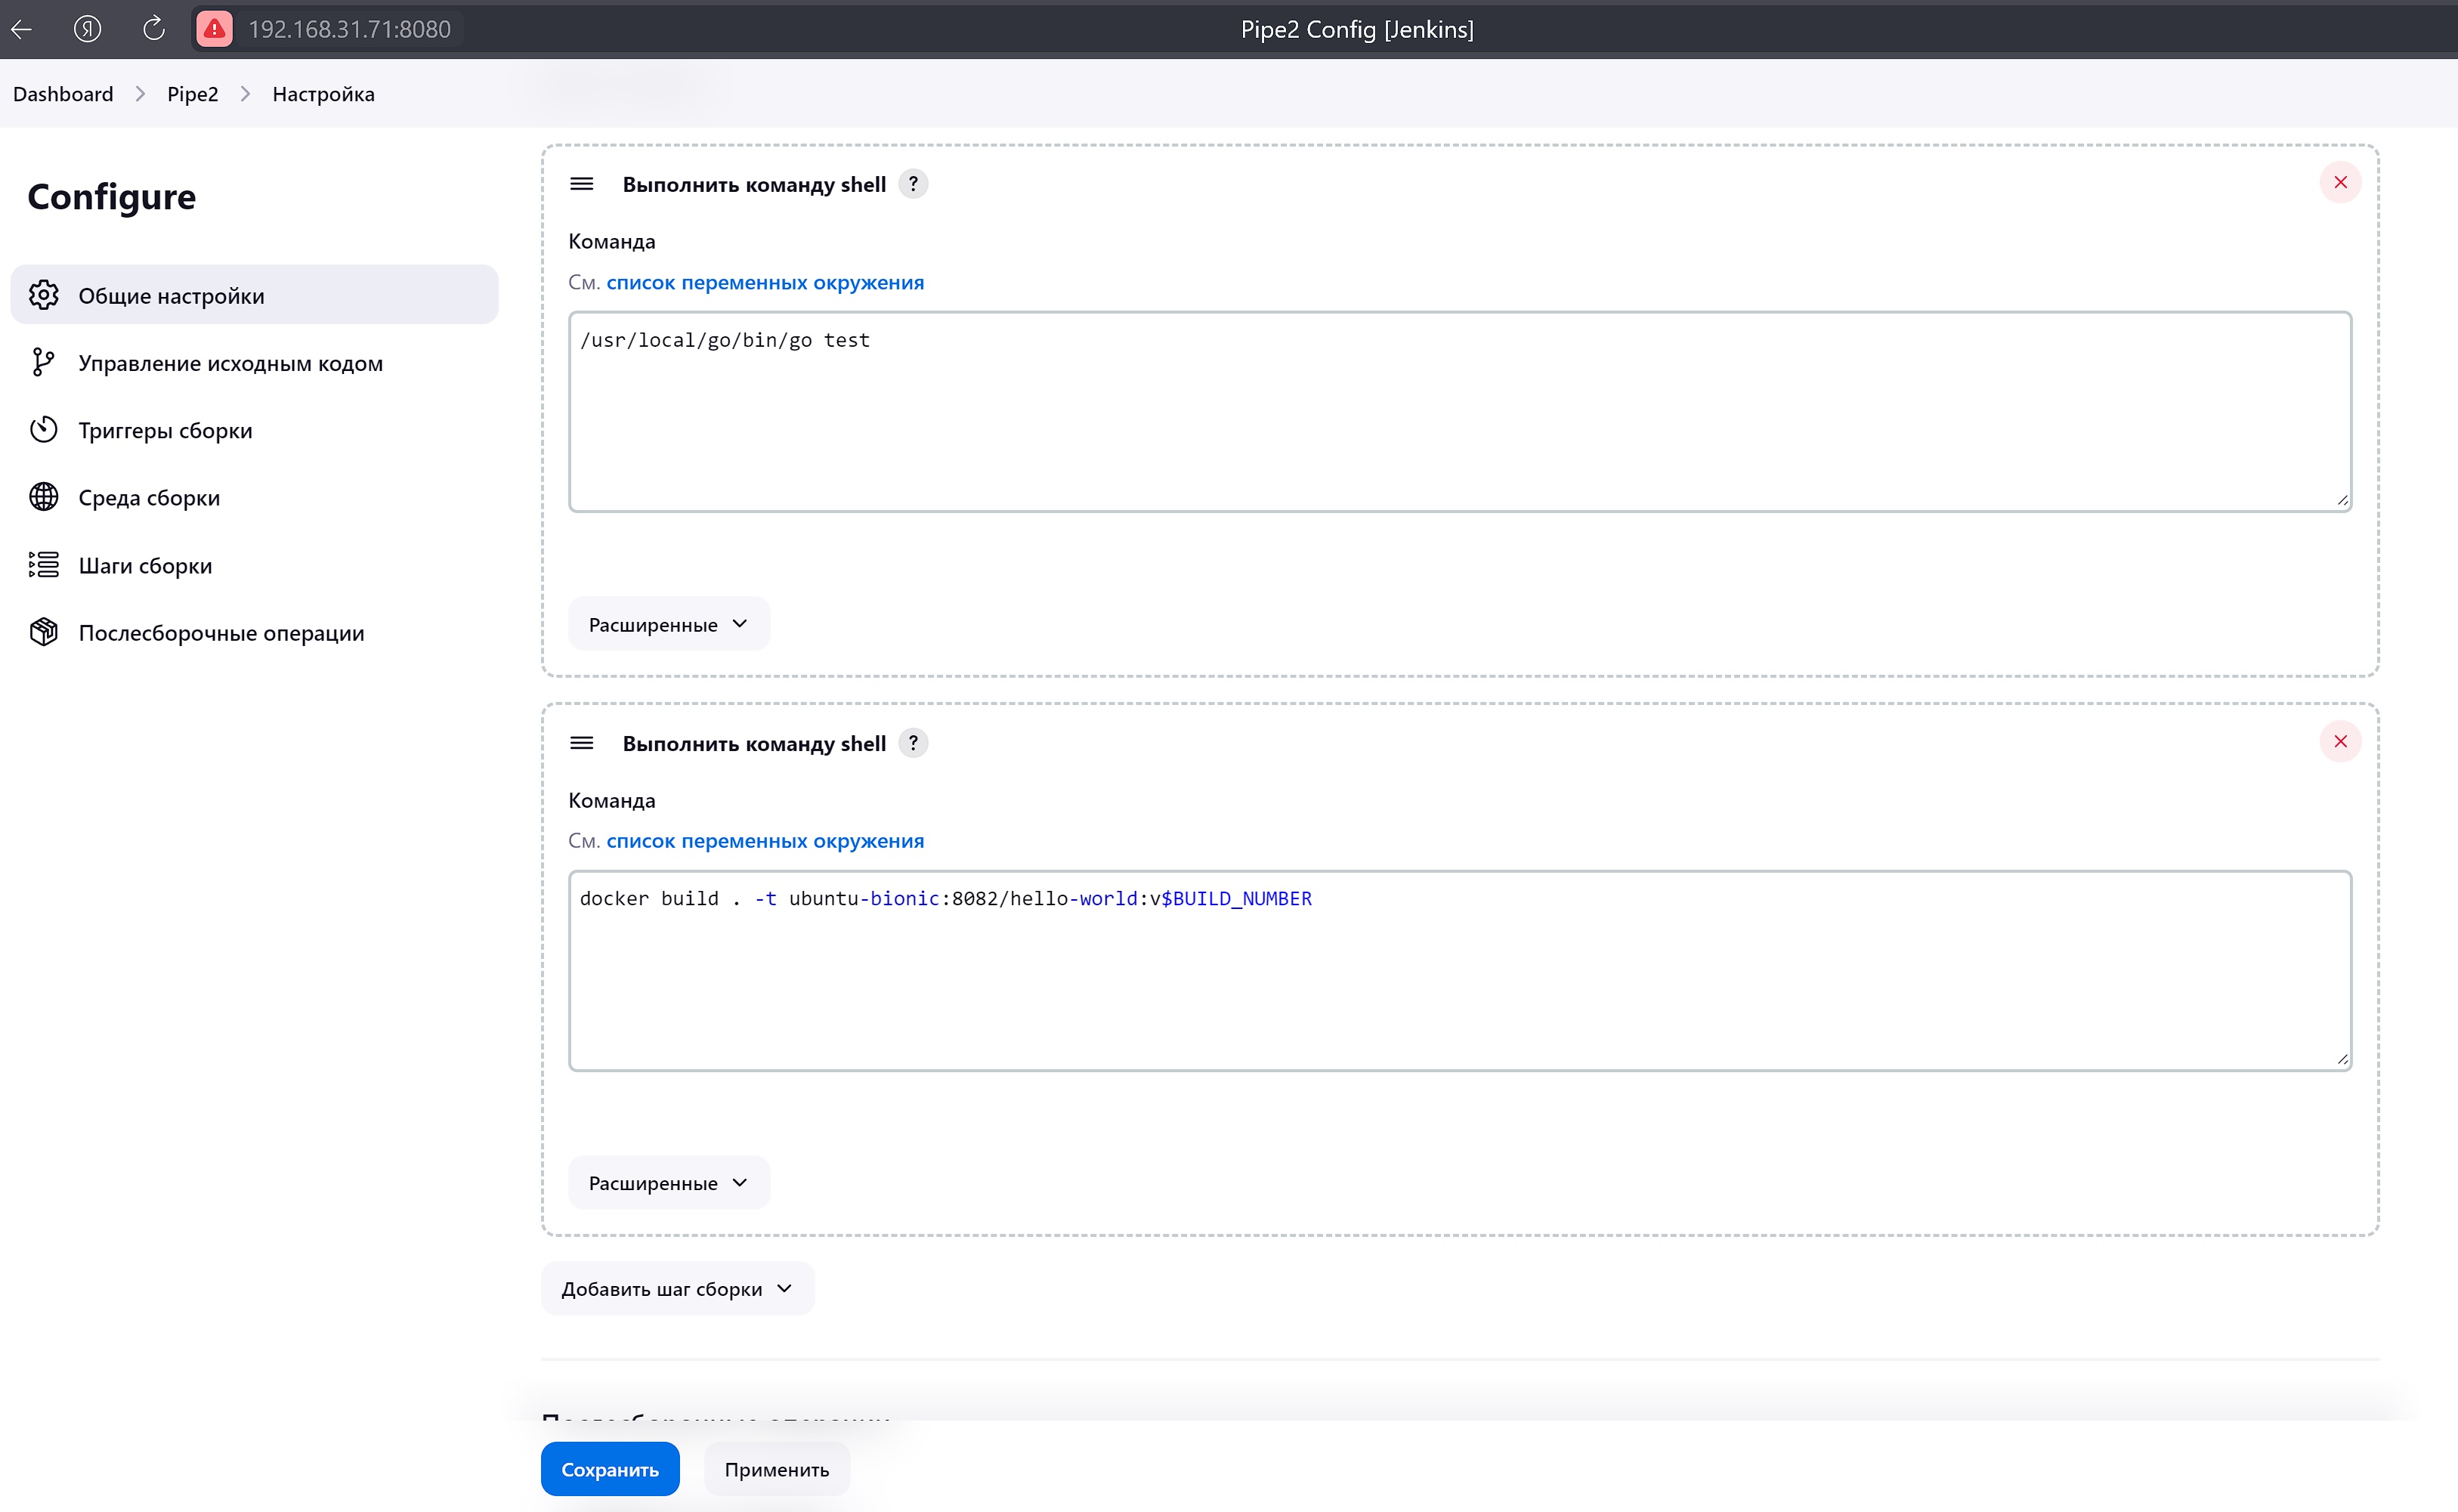 192.168.31.71:8080
Pipe2 Config [Jenkins]
Dashboard
Pipe2
Настройка
Configure
Общие настройки
Управление исходным кодом
Триггеры сборки
Среда сборки
Шаги сборки
Послесборочные операции
Выполнить команду shell ?
Команда
См. список переменных окружения
/usr/local/go/bin/go test
Расширенные
Выполнить команду shell ?
Команда
См. список переменных окружения
docker build . -t ubuntu-bionic:8082/hello-world:v$BUILD_NUMBER
Расширенные
Добавить шаг сборки
Послесборочные операции
Сохранить
Применить